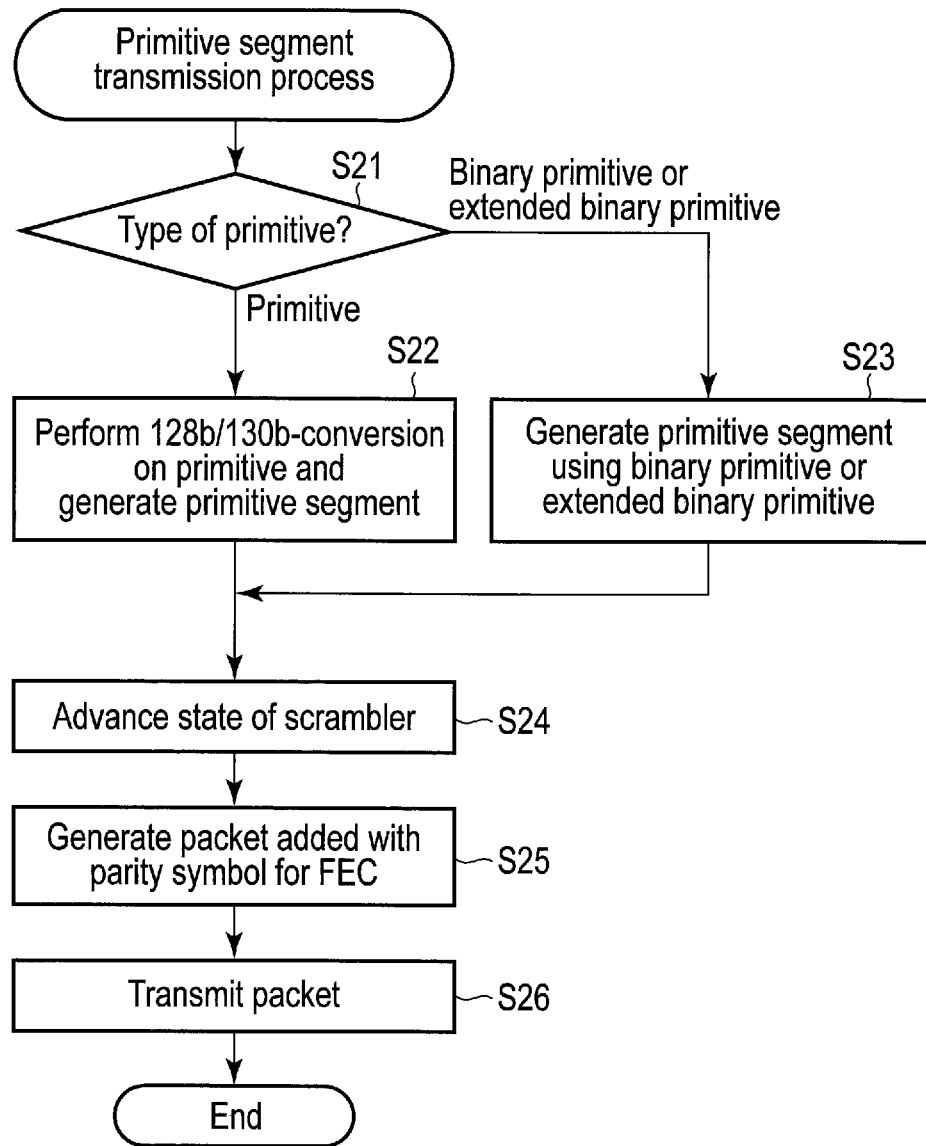 Primitive segment
transmission process
S21
Binary primitive or
extended binary primitive
Type of primitive?
Primitive
S22
S23
Perform 128b/130b-conversion
on primitive and
generate primitive segment
Generate primitive segment
using binary primitive or
extended binary primitive
Advance state of scrambler
S24
Generate packet added with
parity symbol for FEC
S25
Transmit packet
S26
End